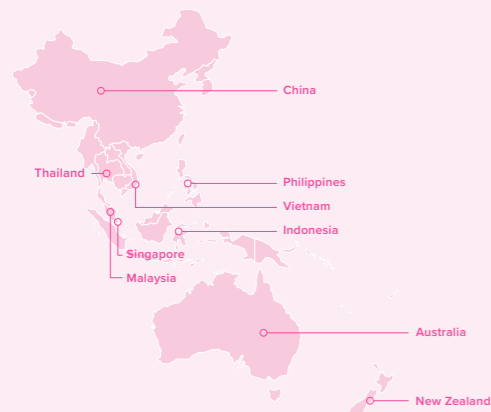 China
Thailand
Philippines
Vietnam
Indonesia
Singapore
Malaysia
Australia
New Zealand